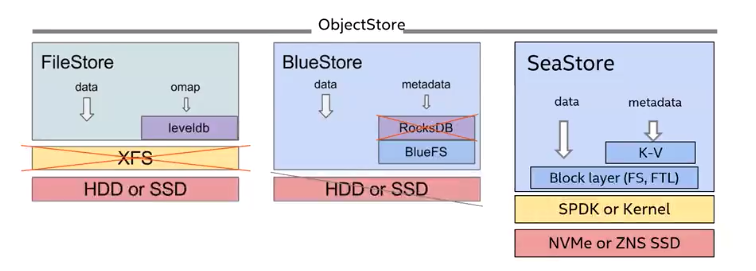 ObjectStore
FileStore
data
omap
leveldb
XFS
HDD or SSD
BlueStore
data
metadata
RocksDB
BlueFS
HDD or SSD
SeaStore
data
metadata
K-V
Block layer (FS, FTL)
SPDK or Kernel
NVMe or ZNS SSD